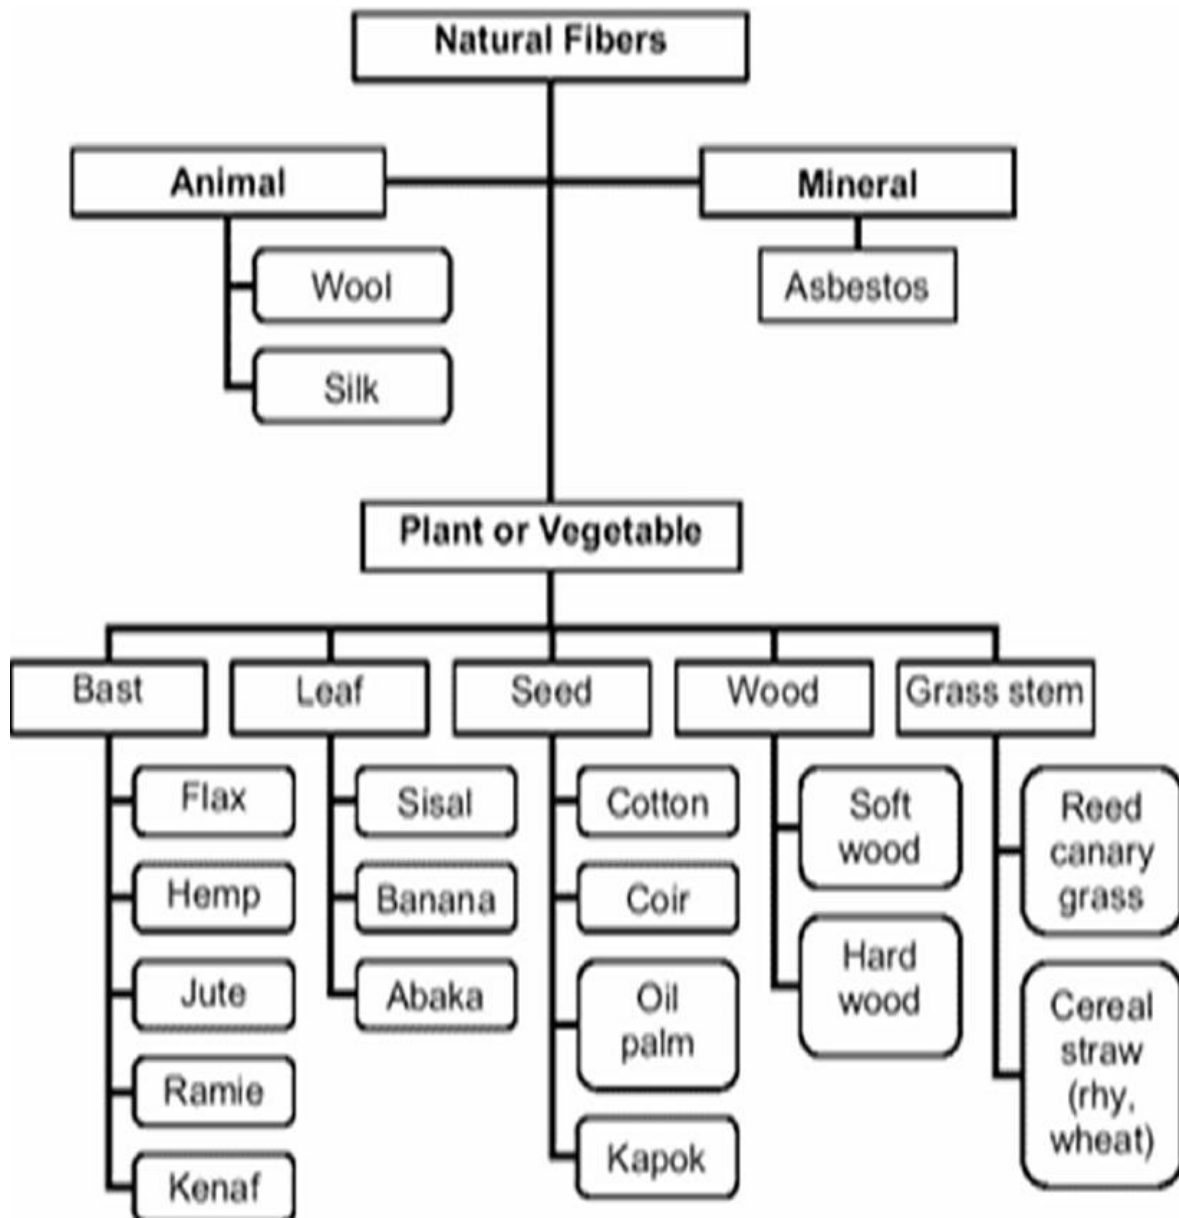 Natural Fibers
Animal
Mineral
Wool
Asbestos
Silk
Plant or Vegetable
Bast
Leaf
Seed
Wood
Grass stem
Flax
Hemp
Jute
Ramie
Kenaf
Sisal
Banana
Abaka
Cotton
Coir
Oil
palm
Kapok
Soft
wood
Hard
wood
Reed
canary
grass
Cereal
straw
(rhy,
wheat)